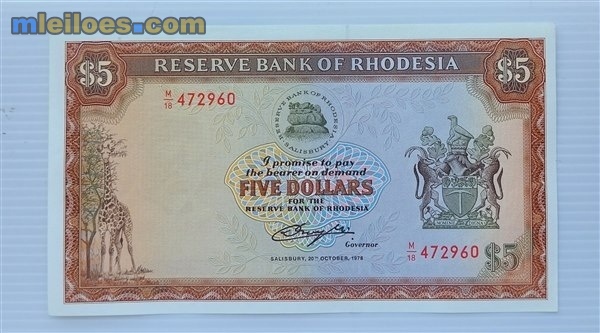 mleiloes.com
$5 RESERVE BANK OF RHODESIA $5
M/18 472960
RESERVE BANK OF RHODESIA
SALISBURY
I promise to pay
the bearer on demand
FIVE DOLLARS
FOR THE
RESERVE BANK OF RHODESIA
Governor
M/18 472960 $5
SALISBURY, 20TH OCTOBER, 1978